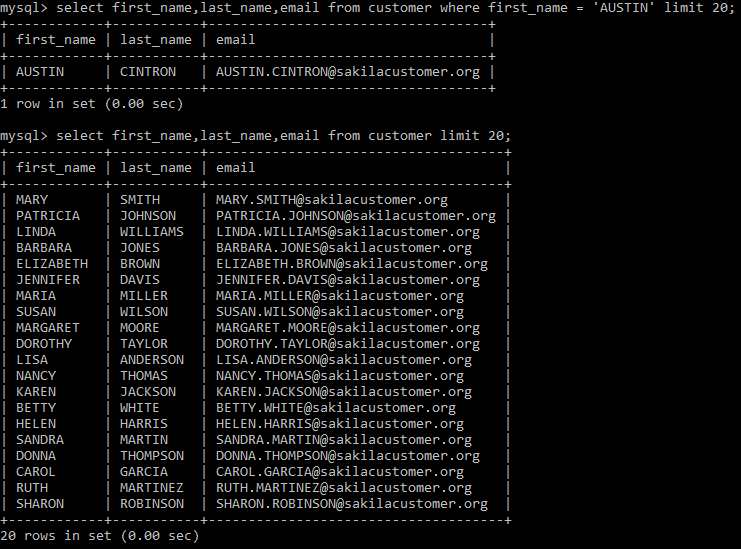 mysql> select first_name,last_name,email from customer where first_name = 'AUSTIN' limit 20;
+------------+-----------+-----------------------------------+
| first_name | last_name | email                             |
+------------+-----------+-----------------------------------+
| AUSTIN     | CINTRON   | AUSTIN.CINTRON@sakilacustomer.org |
+------------+-----------+-----------------------------------+
1 row in set (0.00 sec)
mysql> select first_name,last_name,email from customer limit 20;
+------------+-----------+-------------------------------------+
| first_name | last_name | email                               |
+------------+-----------+-------------------------------------+
| MARY       | SMITH     | MARY.SMITH@sakilacustomer.org       |
| PATRICIA   | JOHNSON   | PATRICIA.JOHNSON@sakilacustomer.org |
| LINDA      | WILLIAMS  | LINDA.WILLIAMS@sakilacustomer.org   |
| BARBARA    | JONES     | BARBARA.JONES@sakilacustomer.org    |
| ELIZABETH  | BROWN     | ELIZABETH.BROWN@sakilacustomer.org  |
| JENNIFER   | DAVIS     | JENNIFER.DAVIS@sakilacustomer.org   |
| MARIA      | MILLER    | MARIA.MILLER@sakilacustomer.org     |
| SUSAN      | WILSON    | SUSAN.WILSON@sakilacustomer.org     |
| MARGARET   | MOORE     | MARGARET.MOORE@sakilacustomer.org   |
| DOROTHY    | TAYLOR    | DOROTHY.TAYLOR@sakilacustomer.org   |
| LISA       | ANDERSON  | LISA.ANDERSON@sakilacustomer.org    |
| NANCY      | THOMAS    | NANCY.THOMAS@sakilacustomer.org     |
| KAREN      | JACKSON   | KAREN.JACKSON@sakilacustomer.org    |
| BETTY      | WHITE     | BETTY.WHITE@sakilacustomer.org      |
| HELEN      | HARRIS    | HELEN.HARRIS@sakilacustomer.org     |
| SANDRA     | MARTIN    | SANDRA.MARTIN@sakilacustomer.org    |
| DONNA      | THOMPSON  | DONNA.THOMPSON@sakilacustomer.org   |
| CAROL      | GARCIA    | CAROL.GARCIA@sakilacustomer.org     |
| RUTH       | MARTINEZ  | RUTH.MARTINEZ@sakilacustomer.org    |
| SHARON     | ROBINSON  | SHARON.ROBINSON@sakilacustomer.org  |
+------------+-----------+-------------------------------------+
20 rows in set (0.00 sec)